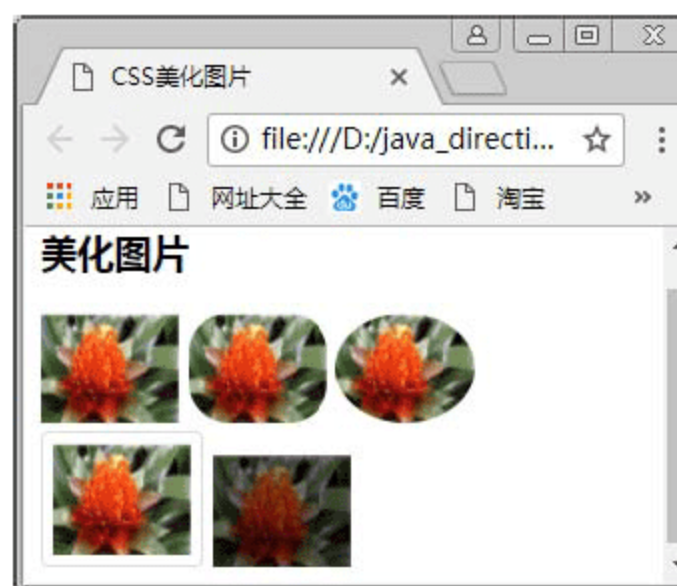 CSS美化图片
file:///D:/java_directi...
应用 网址大全 百度 淘宝 »
美化图片